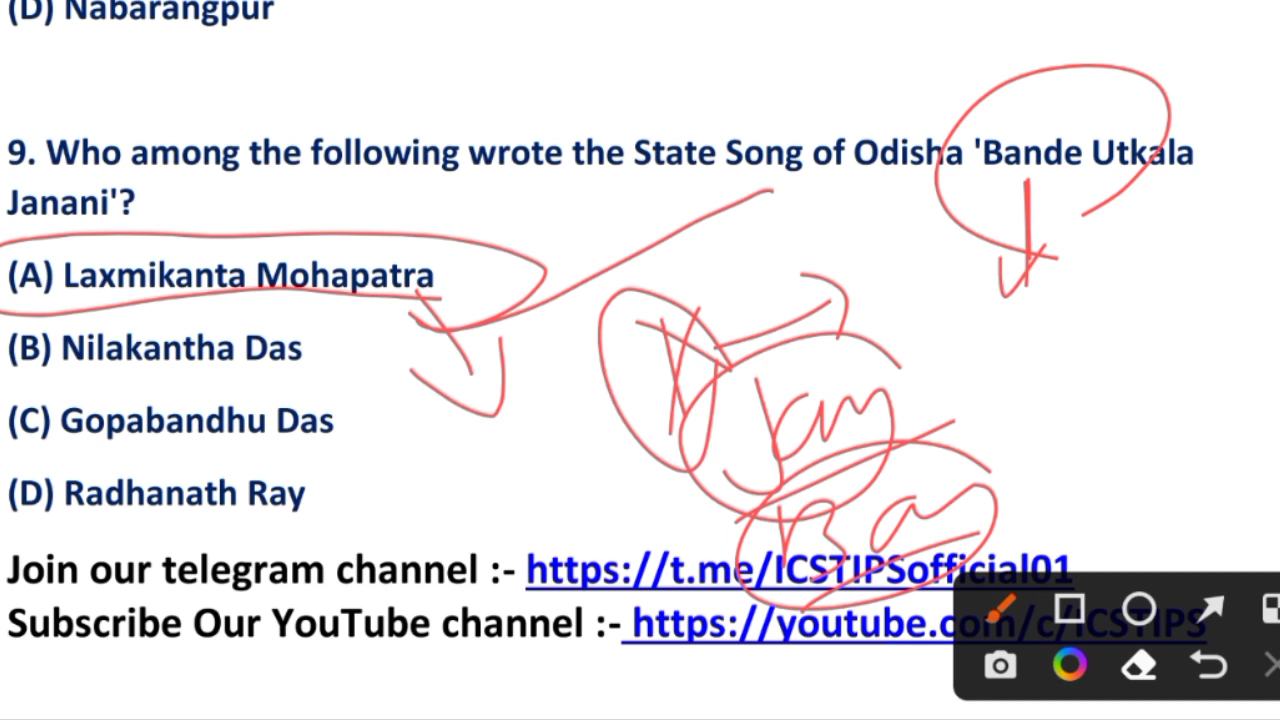 (D) Nabarangpur
9. Who among the following wrote the State Song of Odisha 'Bande Utkala
Janani'?
(A) Laxmikanta Mohapatra
(B) Nilakantha Das
(C) Gopabandhu Das
(D) Radhanath Ray
Join our telegram channel :- https://t.me/ICSTIPSofficial01
Subscribe Our YouTube channel :- https://youtube.com/c/ICSTIPS